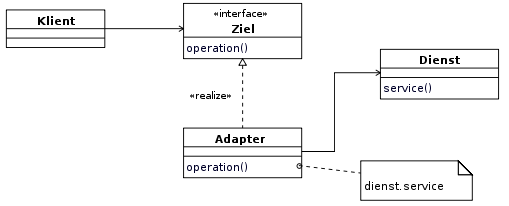 Klient
«interface»
Ziel
operation()
Dienst
service()
«realize»
Adapter
operation()
dienst.service